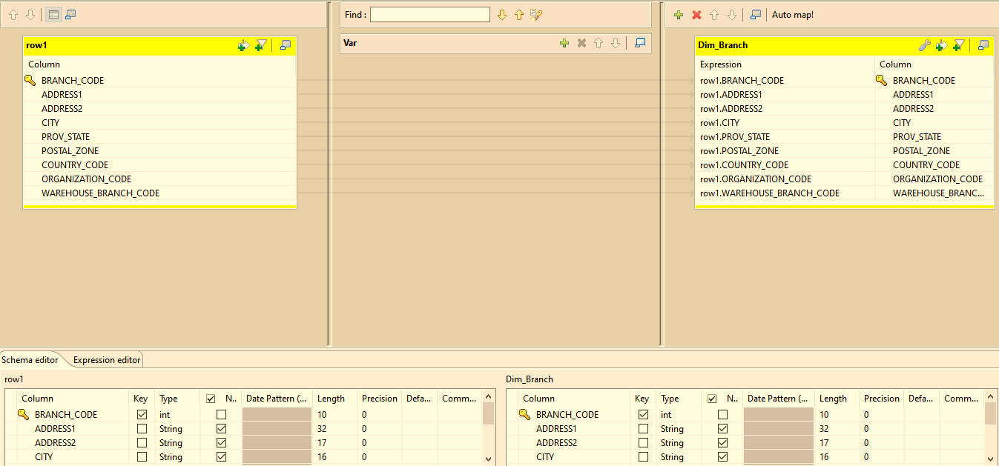 Find :
Auto map!
row1
Var
Dim_Branch
Column
Expression Column
BRANCH_CODE
row1.BRANCH_CODE BRANCH_CODE
ADDRESS1
row1.ADDRESS1 ADDRESS1
ADDRESS2
row1.ADDRESS2 ADDRESS2
CITY
row1.CITY CITY
PROV_STATE
row1.PROV_STATE PROV_STATE
POSTAL_ZONE
row1.POSTAL_ZONE POSTAL_ZONE
COUNTRY_CODE
row1.COUNTRY_CODE COUNTRY_CODE
ORGANIZATION_CODE
row1.ORGANIZATION_CODE ORGANIZATION_CODE
WAREHOUSE_BRANCH_CODE
row1.WAREHOUSE_BRANCH_CODE WAREHOUSE_BRANC...
Schema editor Expression editor
row1
Column Key Type N.. Date Pattern (... Length Precision Defa... Comm...
BRANCH_CODE int 10 0
ADDRESS1 String 32 0
ADDRESS2 String 17 0
CITY String 16 0
Dim_Branch
Column Key Type N.. Date Pattern (... Length Precision Defa... Comm...
BRANCH_CODE int 10 0
ADDRESS1 String 32 0
ADDRESS2 String 17 0
CITY String 16 0